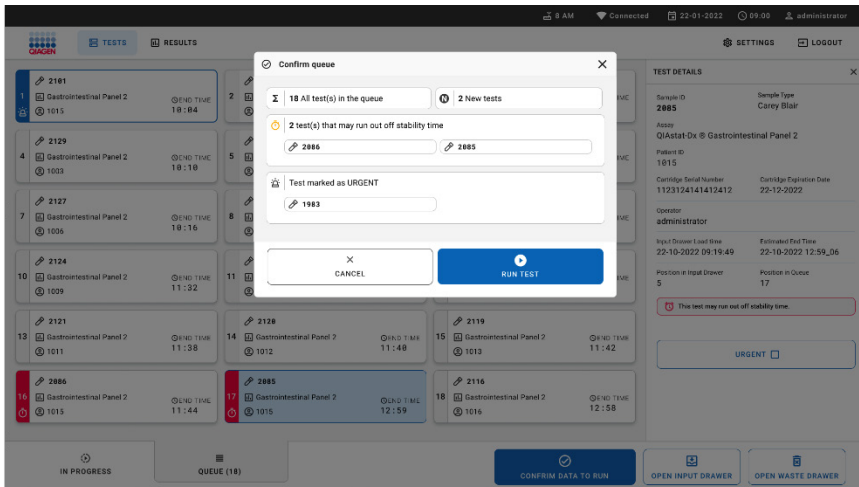 8 AM
Connected
22-01-2022
09:00
administrator
QIAGEN
TESTS
RESULTS
SETTINGS
LOGOUT
Confirm queue
Σ 18 All test(s) in the queue
N 2 New tests
2 test(s) that may run out off stability time
2086
2085
Test marked as URGENT
1983
CANCEL
RUN TEST
1
2101
Gastrointestinal Panel 2
1015
END TIME
10:04
2
4
2129
Gastrointestinal Panel 2
1003
END TIME
10:10
5
7
2127
Gastrointestinal Panel 2
1006
END TIME
10:16
8
10
2124
Gastrointestinal Panel 2
1009
END TIME
11:32
11
13
2121
Gastrointestinal Panel 2
1011
END TIME
11:38
14
2120
Gastrointestinal Panel 2
1012
END TIME
11:40
15
2119
Gastrointestinal Panel 2
1013
END TIME
11:42
16
2086
Gastrointestinal Panel 2
1015
END TIME
11:44
17
2085
Gastrointestinal Panel 2
1015
END TIME
12:59
18
2116
Gastrointestinal Panel 2
1016
END TIME
12:58
TEST DETAILS
Sample ID
2085
Sample Type
Carey Blair
Assay
QIAstat-Dx ® Gastrointestinal Panel 2
Patient ID
1015
Cartridge Serial Number
1123124141412412
Cartridge Expiration Date
22-12-2022
Operator
administrator
Input Drawer Load time
22-10-2022 09:19:49
Estimated End Time
22-10-2022 12:59_06
Position in Input Drawer
5
Position in Queue
17
This test may run out off stability time.
URGENT
IN PROGRESS
QUEUE (18)
CONFRIM DATA TO RUN
OPEN INPUT DRAWER
OPEN WASTE DRAWER